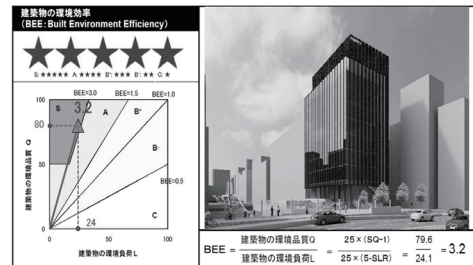 建築物の環境効率
(BEE: Built Environment Efficiency)
S: ★★★★★ A: ★★★★ B⁺: ★★★ B⁻: ★★ C: ★
BEE=3.0 BEE=1.5 BEE=1.0
100
S 3.2 A B⁺
80
50
B⁻
BEE=0.5
C
0
24
0 50 100
建築物の環境品質 Q
建築物の環境負荷 L
BEE = 建築物の環境品質Q / 建築物の環境負荷L = 25×(SQ-1) / 25×(5-SLR) = 79.6 / 24.1 = 3.2